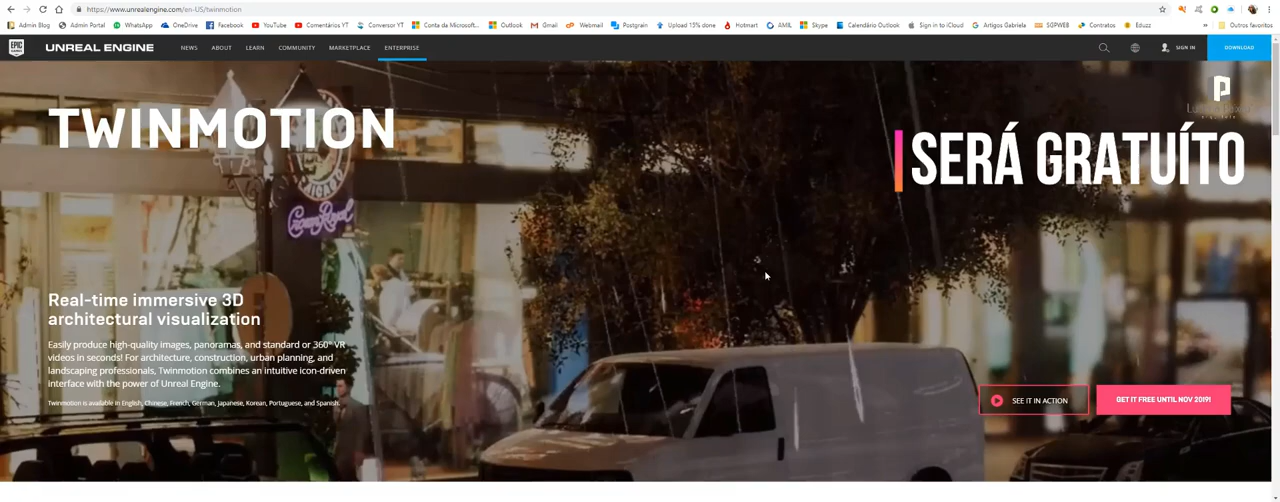 https://www.unrealengine.com/en-US/twinmotion
Admin Blog Admin Portal WhatsApp OneDrive Facebook YouTube Comentários YT Conversor YT Conta da Microsoft... Outlook Gmail Webmail Postgrain Upload 15% done Hotmart AMIL Skype Calendário Outlook Sign in to iCloud Artigos Gabriela SGPWEB Contratos Eduzz » Outros favoritos
EPIC GAMES UNREAL ENGINE NEWS ABOUT LEARN COMMUNITY MARKETPLACE ENTERPRISE SIGN IN DOWNLOAD
TWINMOTION
SERÁ GRATUÍTO
Crown Royal
Real-time immersive 3D
architectural visualization
Easily produce high-quality images, panoramas, and standard or 360° VR
videos in seconds! For architecture, construction, urban planning, and
landscaping professionals, Twinmotion combines an intuitive icon-driven
interface with the power of Unreal Engine.
Twinmotion is available in English, Chinese, French, German, Japanese, Korean, Portuguese, and Spanish.
SEE IT IN ACTION
GET IT FREE UNTIL NOV 2019!